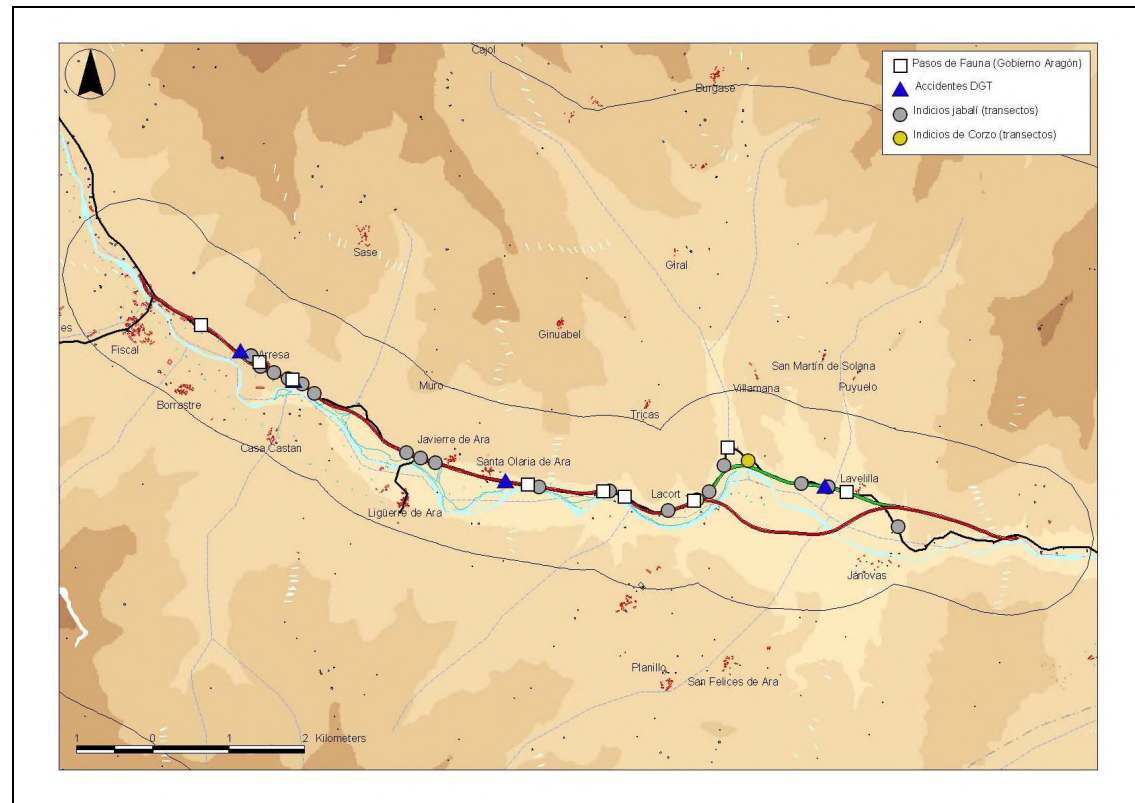 Cajol
Burgase
Pasos de Fauna (Gobierno Aragón)
Accidentes DGT
Indicios jabalí (transectos)
Indicios de Corzo (transectos)
Sase
Giral
es
Fiscal
Arresa
Ginuabel
San Martín de Solana
Borrastre
Muro
Villamana
Puyuelo
Tricas
Casa Castan
Javierre de Ara
Santa Olaria de Ara
Lavelilla
Lacort
Ligüerre de Ara
Jánovas
Planillo
San Felices de Ara
1 0 1 2 Kilometers